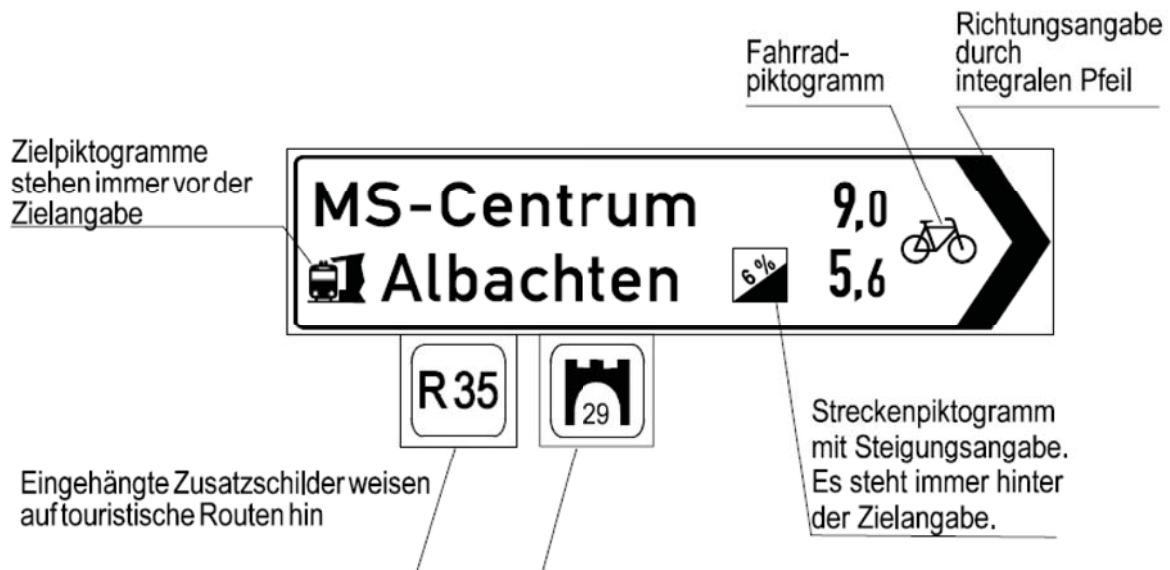 Richtungsangabe
durch
integralen Pfeil
Fahrrad-
piktogramm
Zielpiktogramme
stehen immer vor der
Zielangabe
MS-Centrum 9,0
Albachten 6% 5,6
R 35
29
Streckenpiktogramm
mit Steigungsangabe.
Es steht immer hinter
der Zielangabe.
Eingehängte Zusatzschilder weisen
auf touristische Routen hin